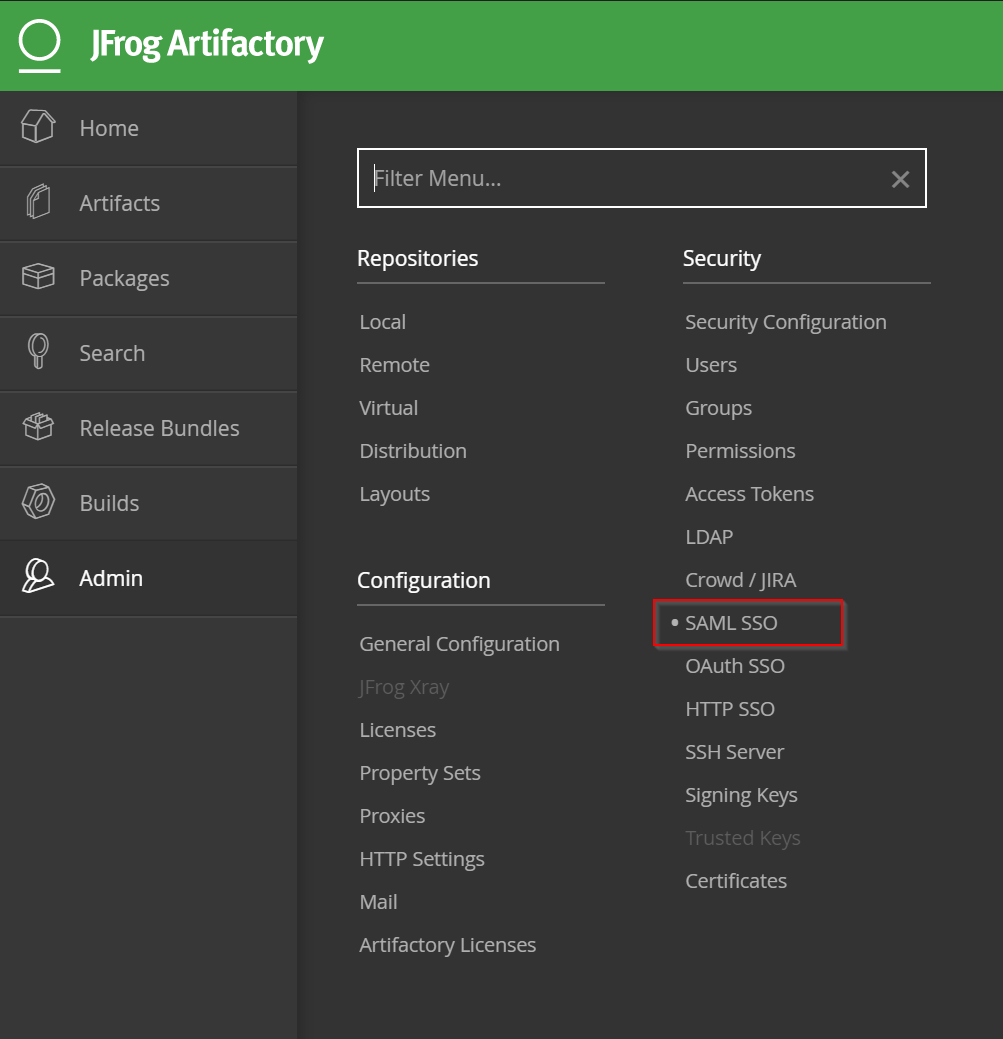 JFrog Artifactory
Home
Artifacts
Packages
Search
Release Bundles
Builds
Admin
Filter Menu...
Repositories
Local
Remote
Virtual
Distribution
Layouts
Configuration
General Configuration
JFrog Xray
Licenses
Property Sets
Proxies
HTTP Settings
Mail
Artifactory Licenses
Security
Security Configuration
Users
Groups
Permissions
Access Tokens
LDAP
Crowd / JIRA
• SAML SSO
OAuth SSO
HTTP SSO
SSH Server
Signing Keys
Trusted Keys
Certificates